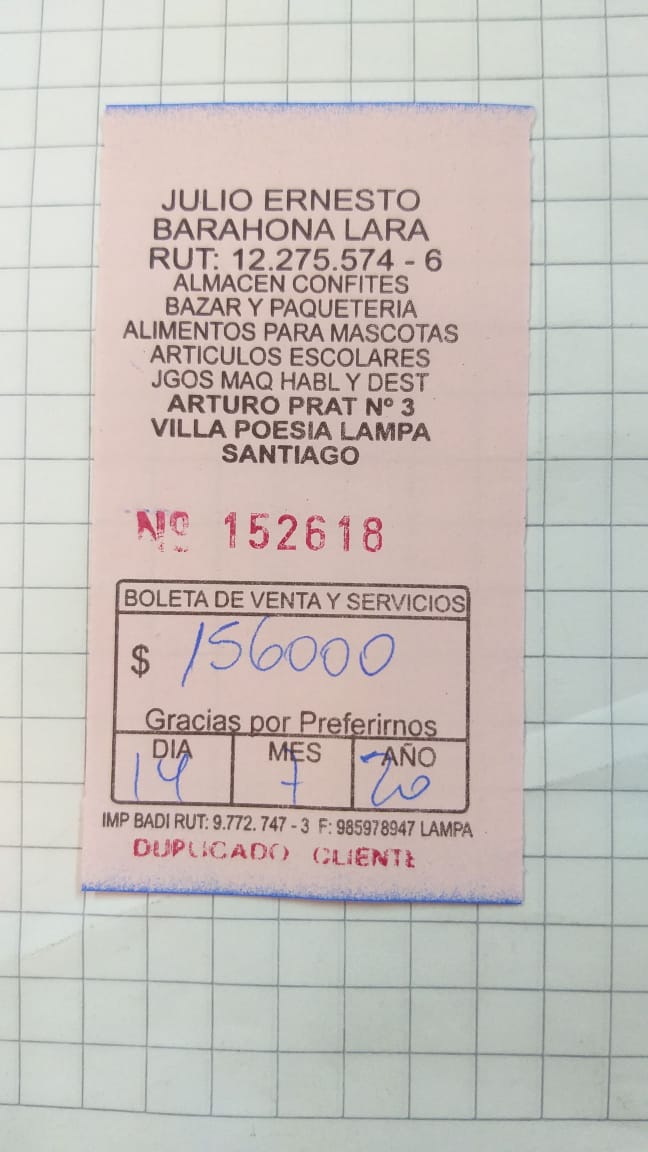 JULIO ERNESTO
BARAHONA LARA
RUT: 12.275.574 - 6
ALMACEN CONFITES
BAZAR Y PAQUETERIA
ALIMENTOS PARA MASCOTAS
ARTICULOS ESCOLARES
JGOS MAQ HABL Y DEST
ARTURO PRAT Nº 3
VILLA POESIA LAMPA
SANTIAGO
Nº 152618
BOLETA DE VENTA Y SERVICIOS
$ 156000
Gracias por Preferirnos
DIA MES AÑO
14 7 20
IMP BADI RUT: 9.772.747 - 3 F: 985978947 LAMPA
DUPLICADO CLIENTE